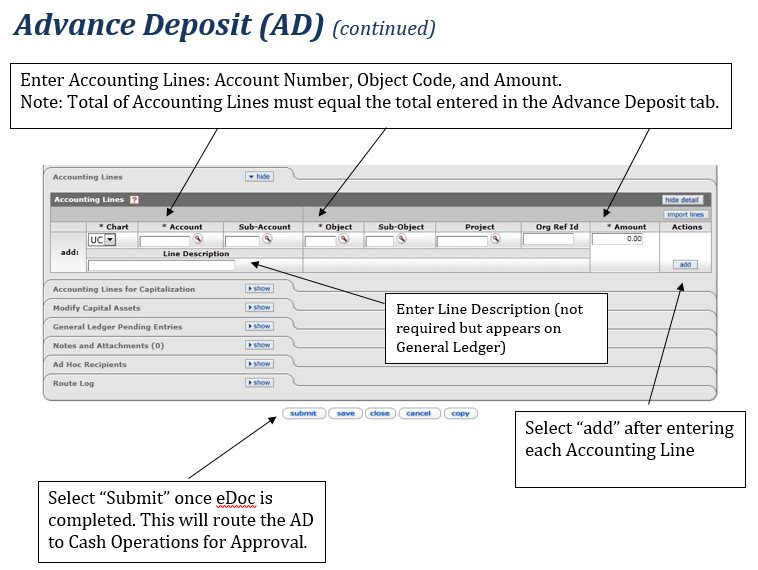 Advance Deposit (AD) (continued)
Enter Accounting Lines: Account Number, Object Code, and Amount.
Note: Total of Accounting Lines must equal the total entered in the Advance Deposit tab.
Accounting Lines
hide
Accounting Lines ?
hide detail
import lines
* Chart * Account Sub-Account * Object Sub-Object Project Org Ref Id * Amount Actions
add: UC 0.00
Line Description
add
Accounting Lines for Capitalization show
Modify Capital Assets show
General Ledger Pending Entries show
Notes and Attachments (0) show
Ad Hoc Recipients show
Route Log show
Enter Line Description (not
required but appears on
General Ledger)
submit save close cancel copy
Select “add” after entering
each Accounting Line
Select “Submit” once eDoc is
completed. This will route the AD
to Cash Operations for Approval.